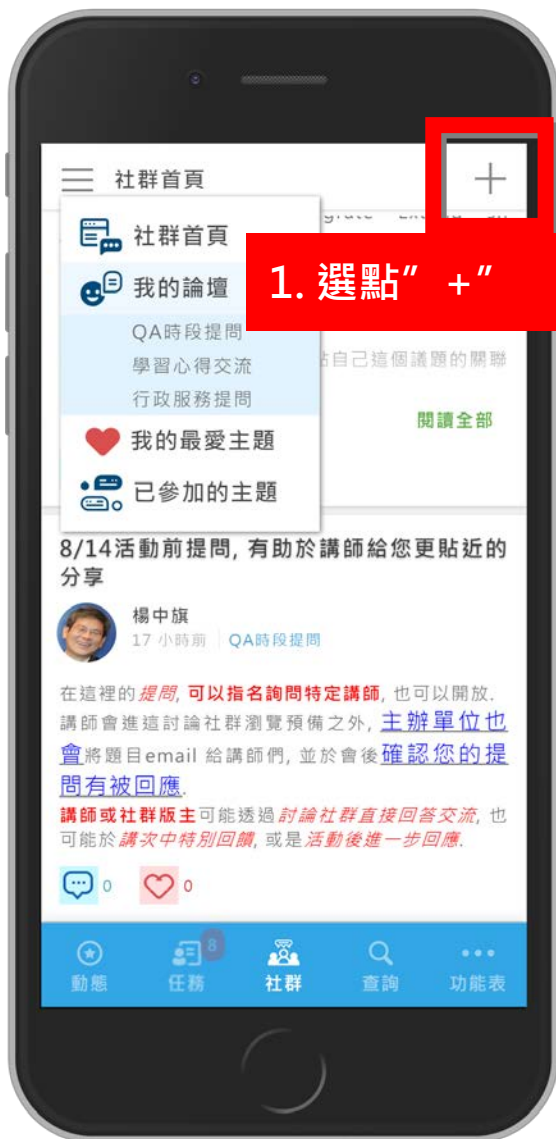 社群首頁
社群首頁
我的論壇
1. 選點”+”
QA時段提問
自己這個議題的關聯
學習心得交流
行政服務提問
閱讀全部
我的最愛主題
已參加的主題
8/14活動前提問, 有助於講師給您更貼近的
分享
楊中旗
17 小時前 QA時段提問
在這裡的提問, 可以指名詢問特定講師, 也可以開放.
講師會進這討論社群瀏覽預備之外, 主辦單位也
會將題目email 給講師們, 並於會後確認您的提
問有被回應.
講師或社群版主可能透過討論社群直接回答交流, 也
可能於講次中特別回饋, 或是活動後進一步回應.
0 0
8
動態 任務 社群 查詢 功能表